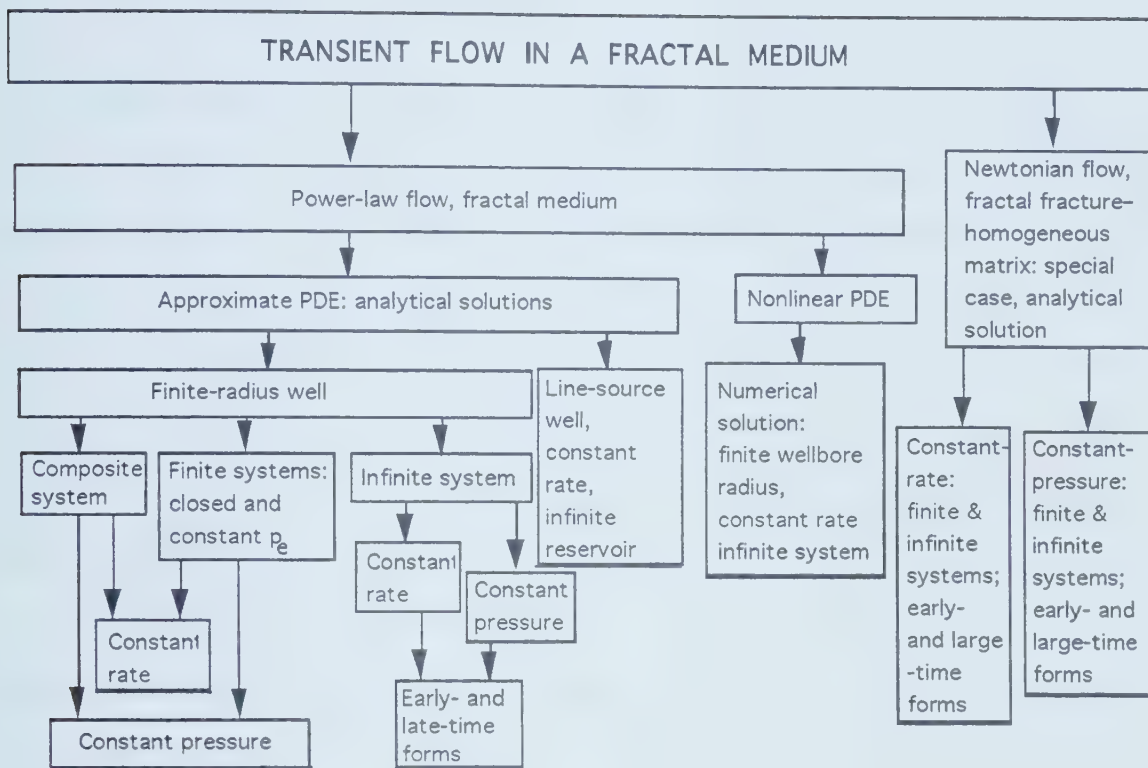 TRANSIENT FLOW IN A FRACTAL MEDIUM
Power-law flow, fractal medium
Newtonian flow,
fractal fracture–
homogeneous
matrix: special
case, analytical
solution
Approximate PDE: analytical solutions
Nonlinear PDE
Finite-radius well
Line-source
well,
constant
rate,
infinite
reservoir
Numerical
solution:
finite wellbore
radius,
constant rate
infinite system
Composite
system
Finite systems:
closed and
constant pe
Infinite system
Constant-
rate:
finite &
infinite
systems;
early-
and large
-time
forms
Constant-
pressure:
finite &
infinite
systems;
early- and
large-time
forms
Constant
rate
Constant
pressure
Constant
rate
Early- and
late-time
forms
Constant pressure